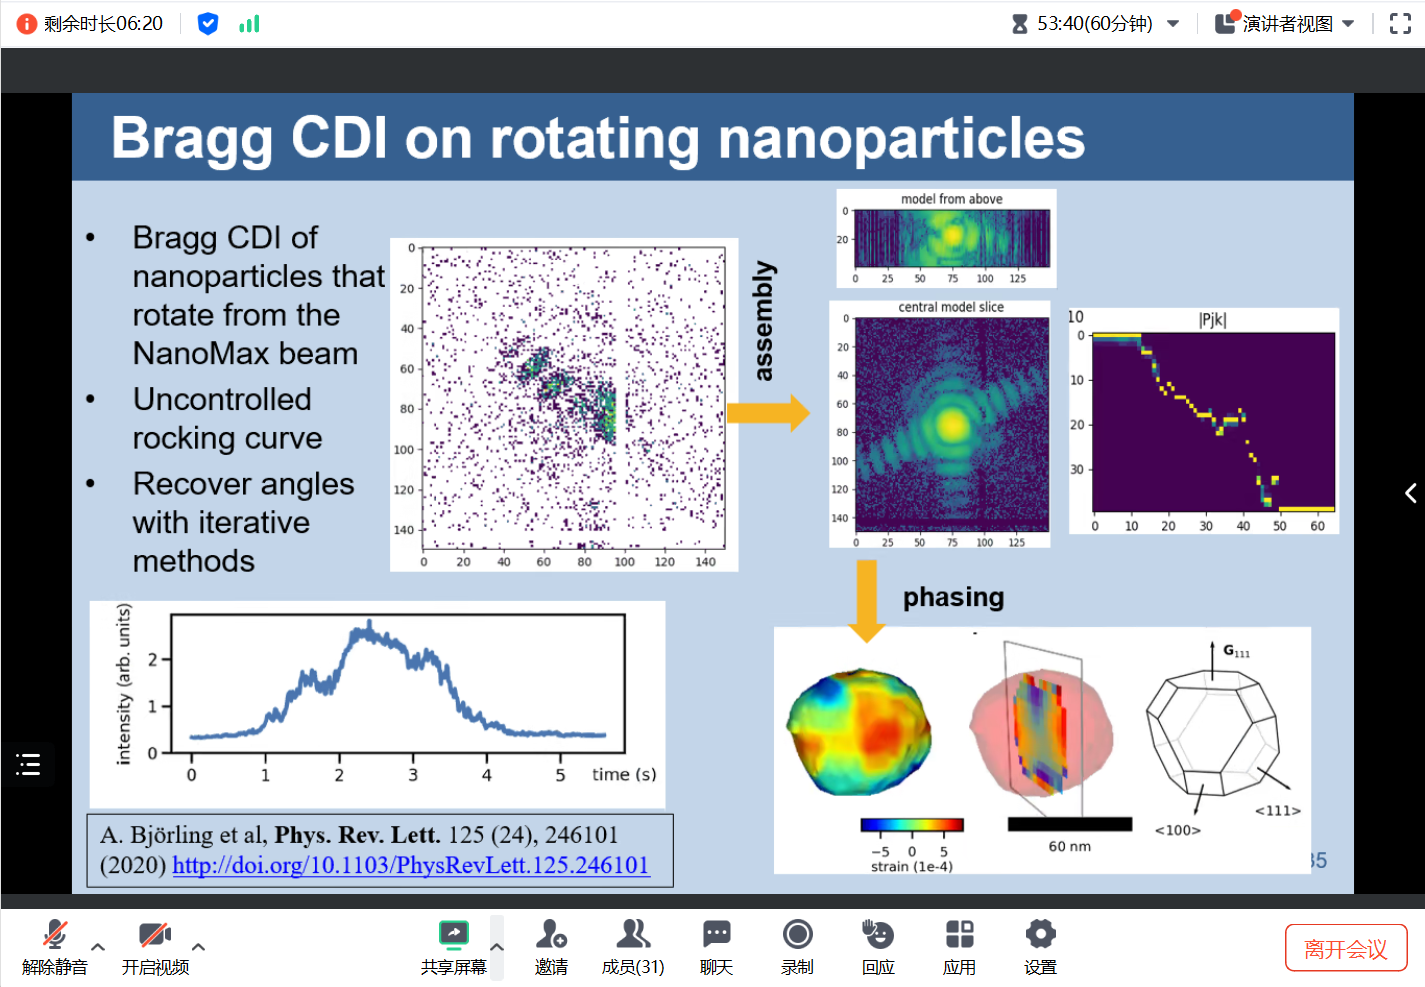 剩余时长06:20
53:40(60分钟)
演讲者视图
Bragg CDI on rotating nanoparticles
• Bragg CDI of
nanoparticles that
rotate from the
NanoMax beam
• Uncontrolled
rocking curve
• Recover angles
with iterative
methods
0
20
40
60
80
100
120
140
0 20 40 60 80 100 120 140
assembly
model from above
0
20
0 25 50 75 100 125
central model slice
0
20
40
60
80
100
120
140
0 25 50 75 100 125
10
|Pjk|
0
10
20
30
0 10 20 30 40 50 60
phasing
intensity (arb. units)
2
1
0
0 1 2 3 4 5 time (s)
G111
<100>
<111>
−5 0 5
strain (1e-4)
60 nm
35
A. Björling et al, Phys. Rev. Lett. 125 (24), 246101
(2020) http://doi.org/10.1103/PhysRevLett.125.246101
解除静音
开启视频
共享屏幕
邀请
成员(31)
聊天
录制
回应
应用
设置
离开会议